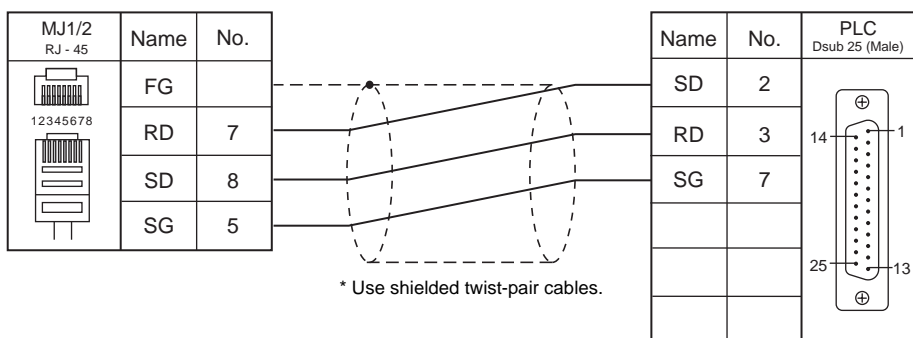 MJ1/2
RJ - 45
Name No.
FG
RD 7
SD 8
SG 5
12345678
* Use shielded twist-pair cables.
Name No.
SD 2
RD 3
SG 7
PLC
Dsub 25 (Male)
14 1
25 13